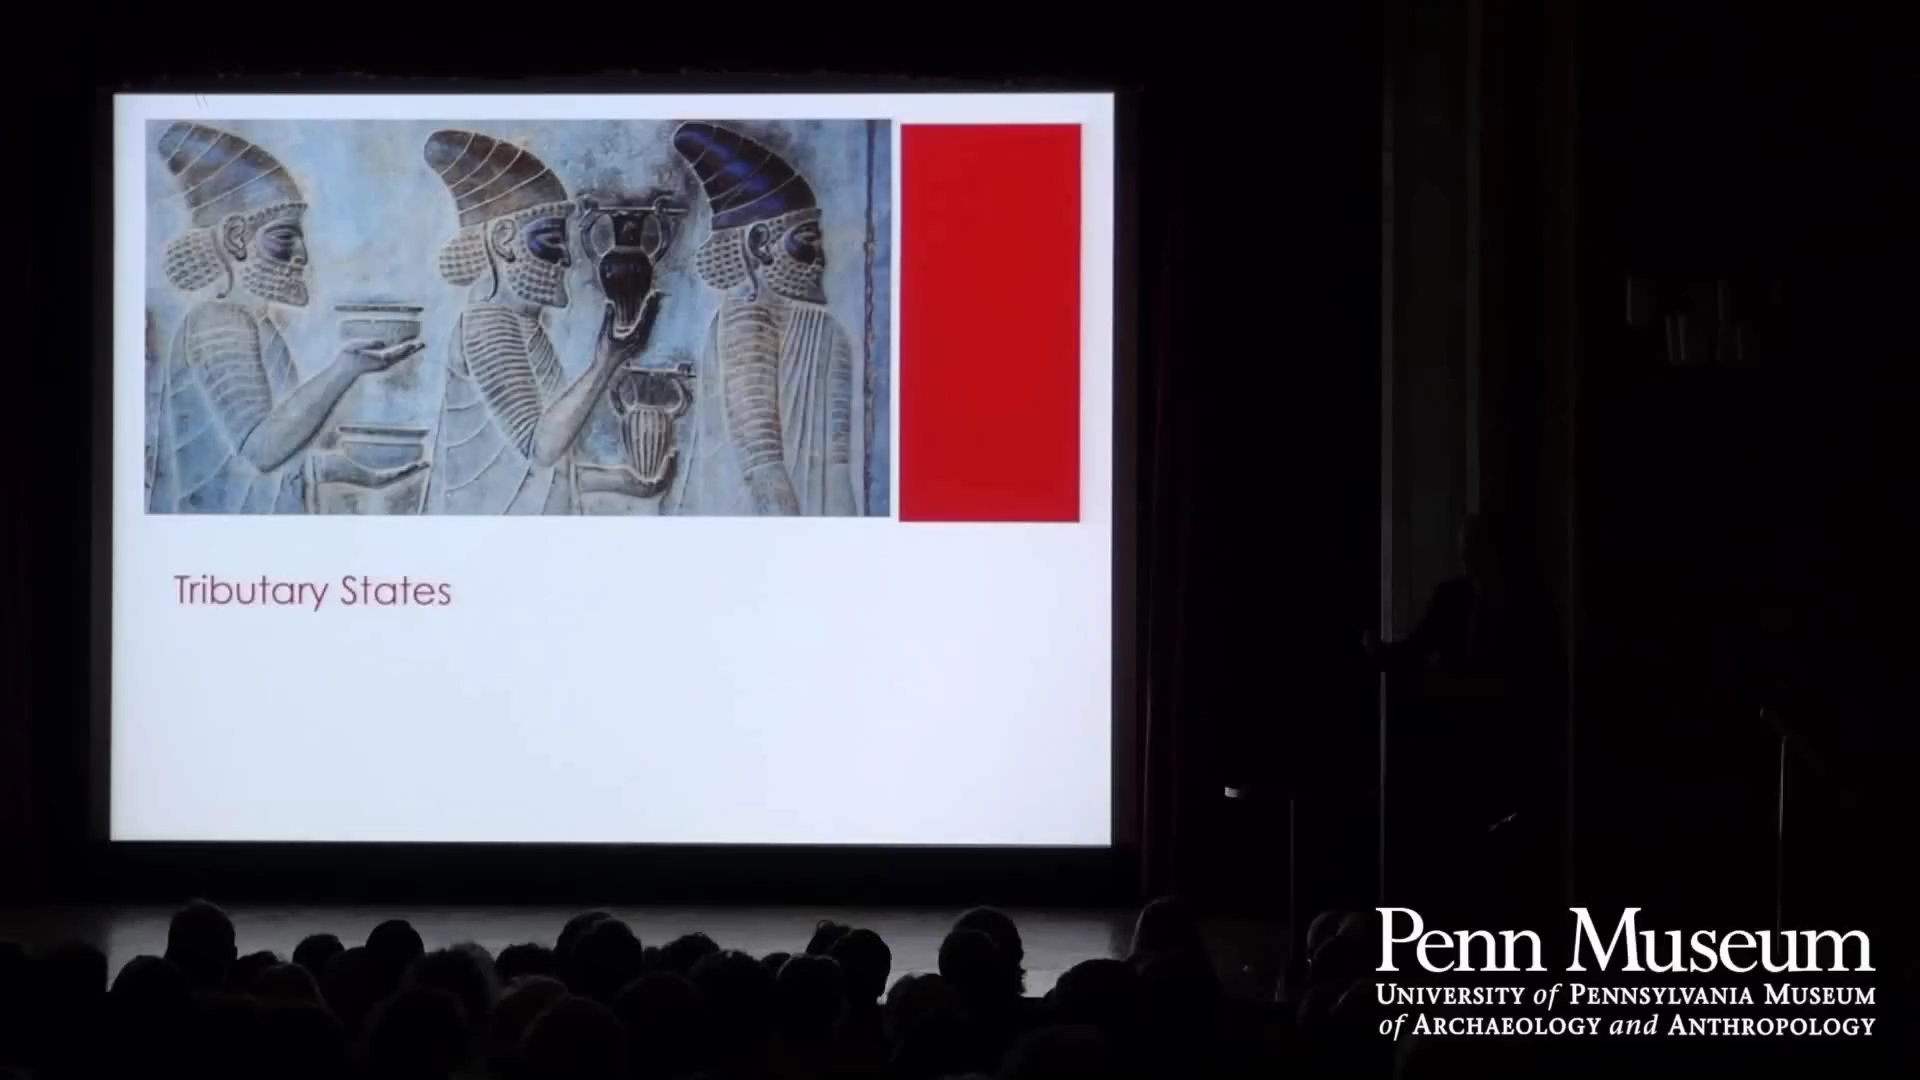 Tributary States
Penn Museum
UNIVERSITY of PENNSYLVANIA MUSEUM
of ARCHAEOLOGY and ANTHROPOLOGY